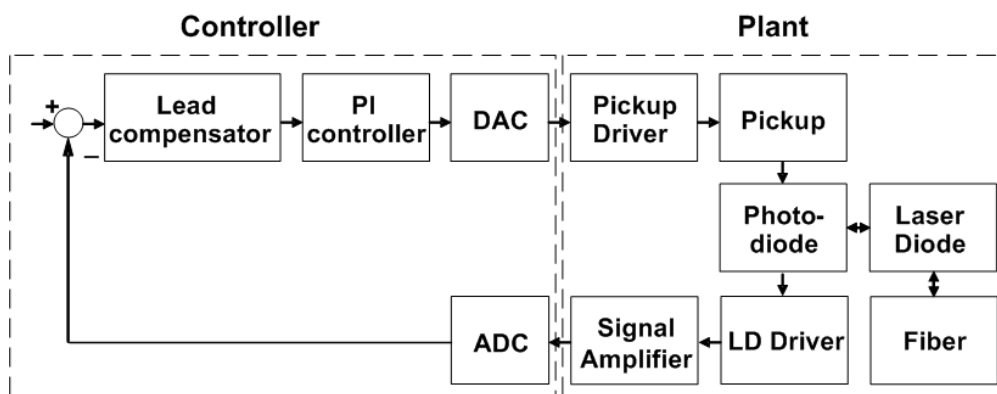 Controller
Plant
+
−
Lead
compensator
PI
controller
DAC
Pickup
Driver
Pickup
Photo-
diode
Laser
Diode
ADC
Signal
Amplifier
LD Driver
Fiber